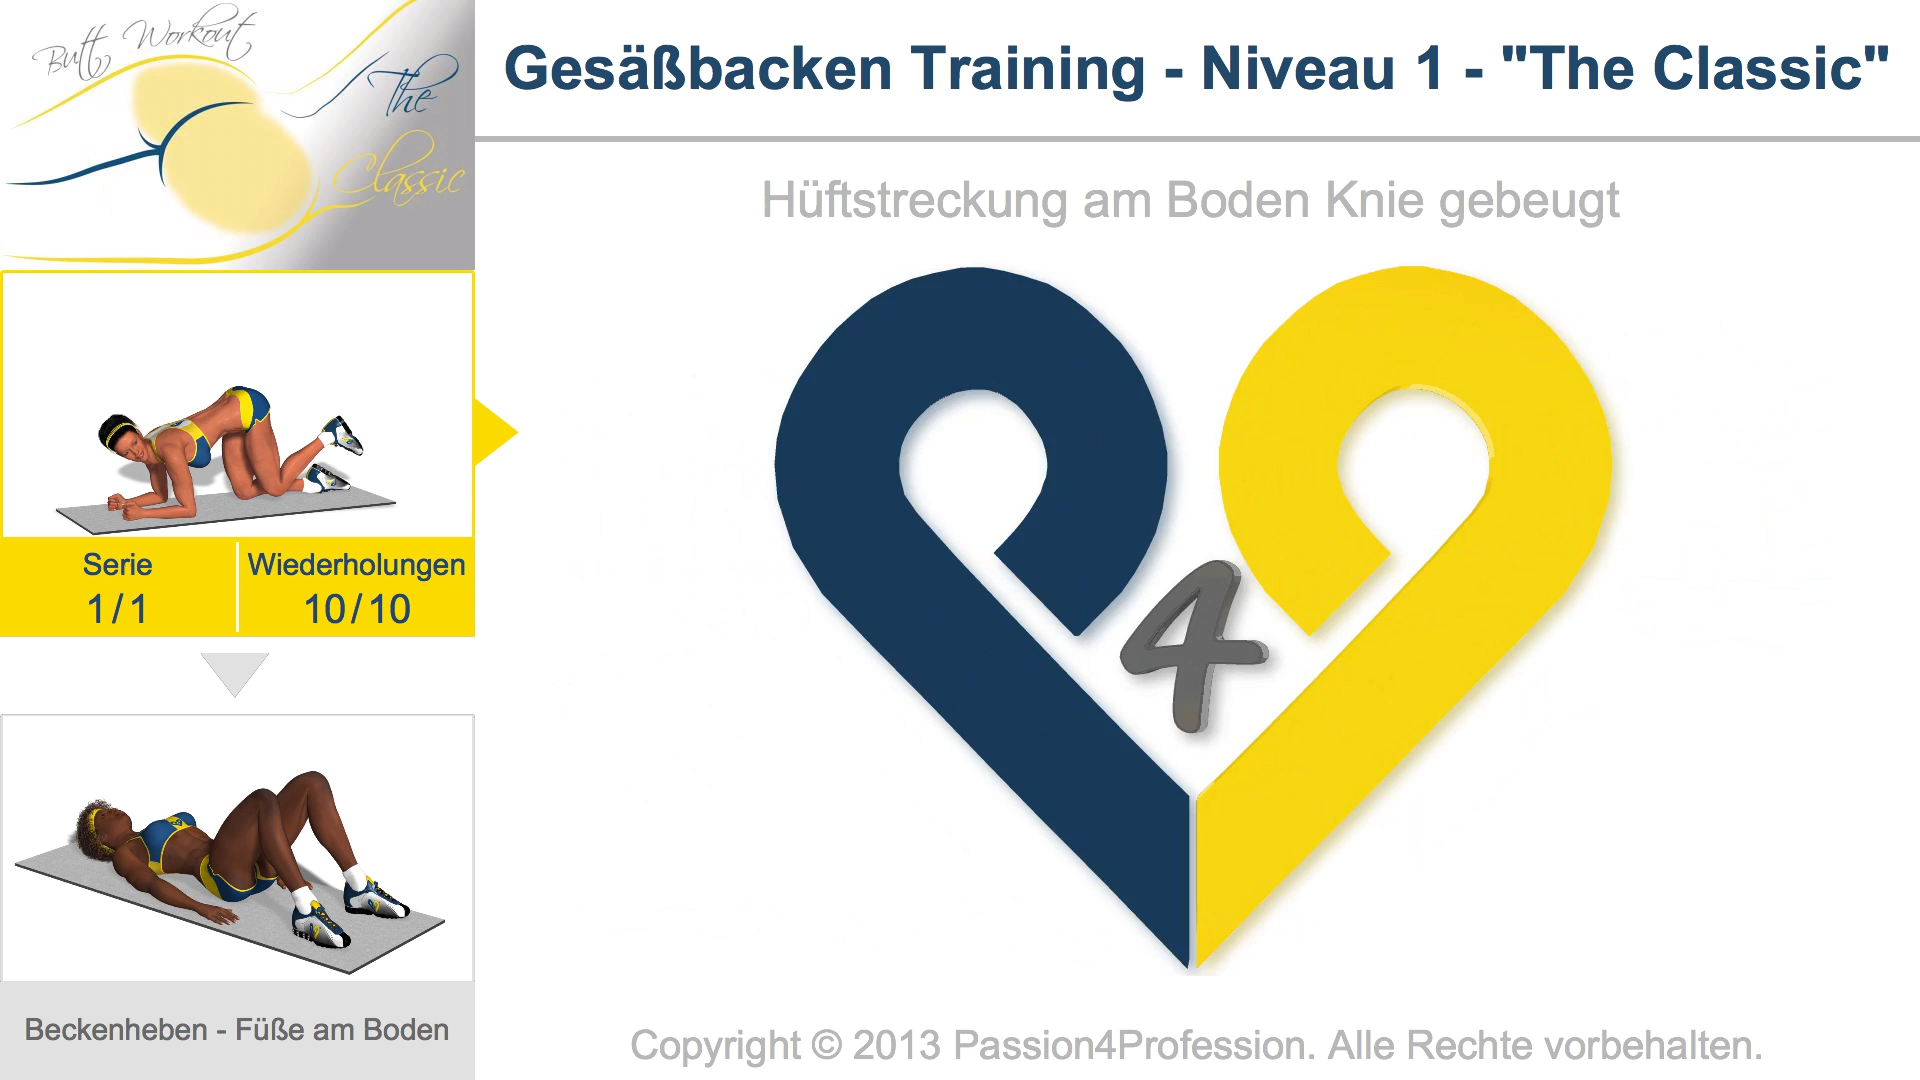 Butt Workout
The
Classic
Gesäßbacken Training - Niveau 1 - "The Classic"
Hüftstreckung am Boden Knie gebeugt
Serie
1/1
Wiederholungen
10/10
4
Beckenheben - Füße am Boden
Copyright © 2013 Passion4Profession. Alle Rechte vorbehalten.